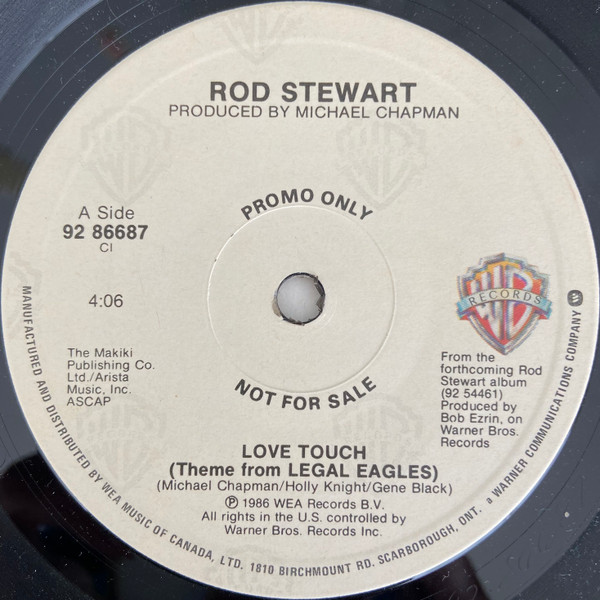 ROD STEWART
PRODUCED BY MICHAEL CHAPMAN
PROMO ONLY
A Side
92 86687
CI
4:06
The Makiki
Publishing Co.
Ltd./Arista
Music, Inc.
ASCAP
WB
RECORDS
From the
forthcoming Rod
Stewart album
(92 54461)
Produced by
Bob Ezrin, on
Warner Bros.
Records
NOT FOR SALE
LOVE TOUCH
(Theme from LEGAL EAGLES)
(Michael Chapman/Holly Knight/Gene Black)
℗ 1986 WEA Records B.V.
All rights in the U.S. controlled by
Warner Bros. Records Inc.
MANUFACTURED AND DISTRIBUTED BY WEA MUSIC OF CANADA, LTD. 1810 BIRCHMOUNT RD. SCARBOROUGH, ONT. a WARNER COMMUNICATIONS COMPANY